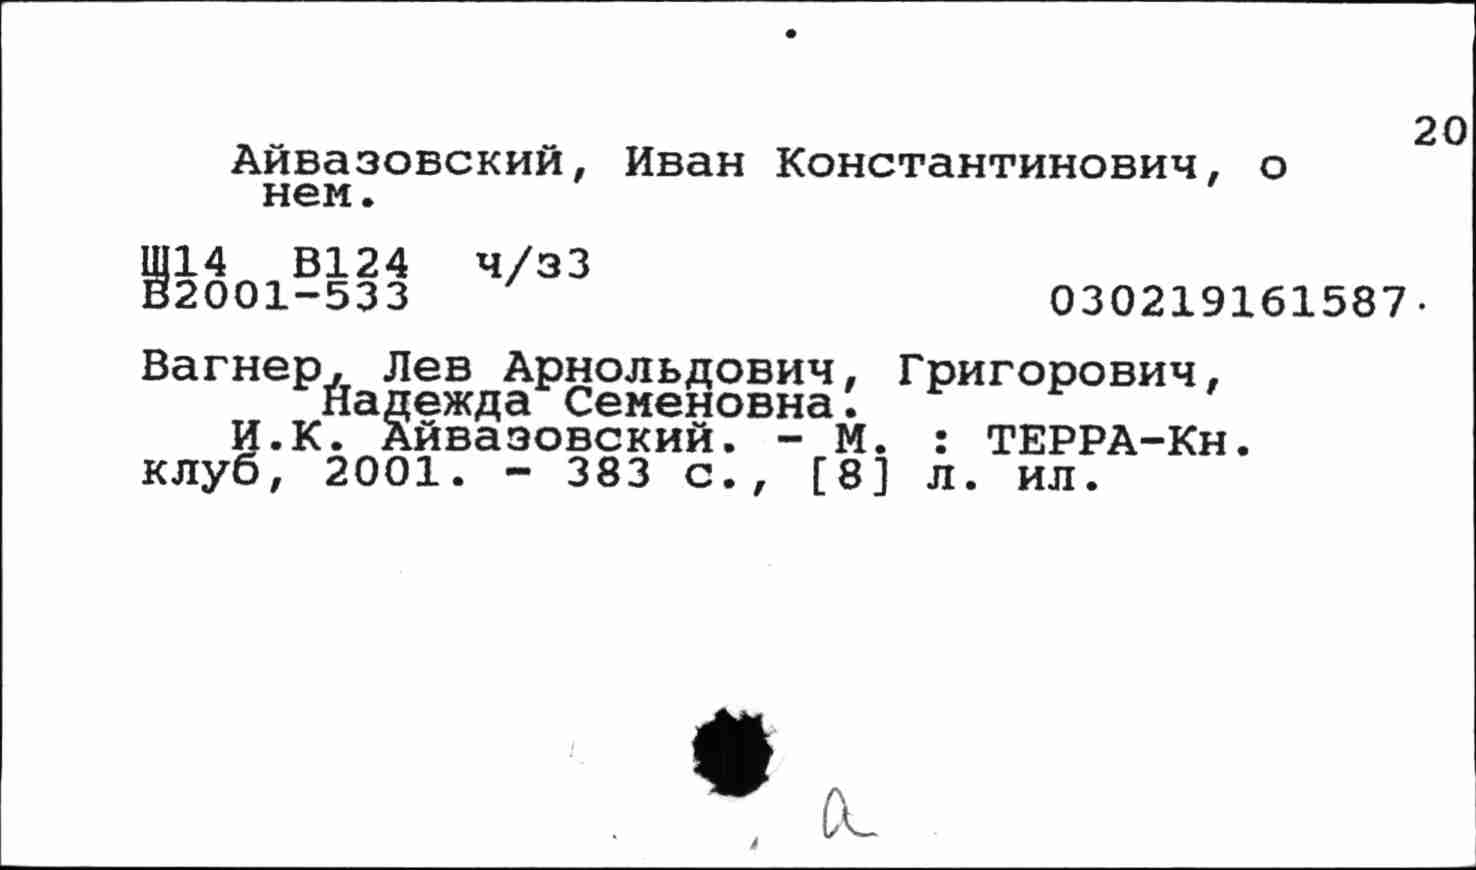 20
Айвазовский, Иван Константинович, о
нем.
Щ14 В124 ч/з3
В2001-533
030219161587.
Вагнер, Лев Арнольдович, Григорович,
Надежда Семеновна.
И.К. Айвазовский. - М. : ТЕРРА-Кн.
клуб, 2001. - 383 с., [8] л. ил.
а